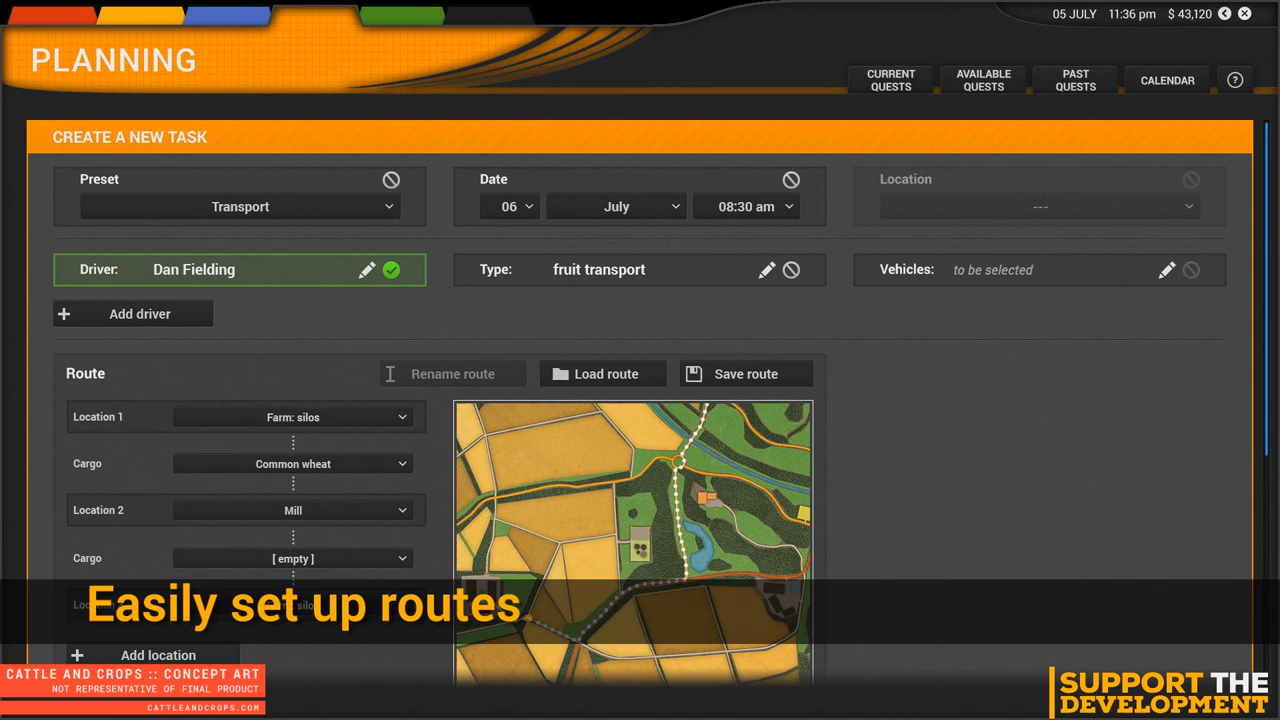 05 JULY 11:36 pm $ 43,120
PLANNING
CURRENT QUESTS
AVAILABLE QUESTS
PAST QUESTS
CALENDAR
?
CREATE A NEW TASK
Preset
Transport
Date
06 July 08:30 am
Location
---
Driver: Dan Fielding
Type: fruit transport
Vehicles: to be selected
+ Add driver
Route
Rename route
Load route
Save route
Location 1 Farm: silos
Cargo Common wheat
Location 2 Mill
Cargo [ empty ]
Easily set up routes
+ Add location
CATTLE AND CROPS :: CONCEPT ART
NOT REPRESENTATIVE OF FINAL PRODUCT
CATTLEANDCROPS.COM
SUPPORT THE
DEVELOPMENT